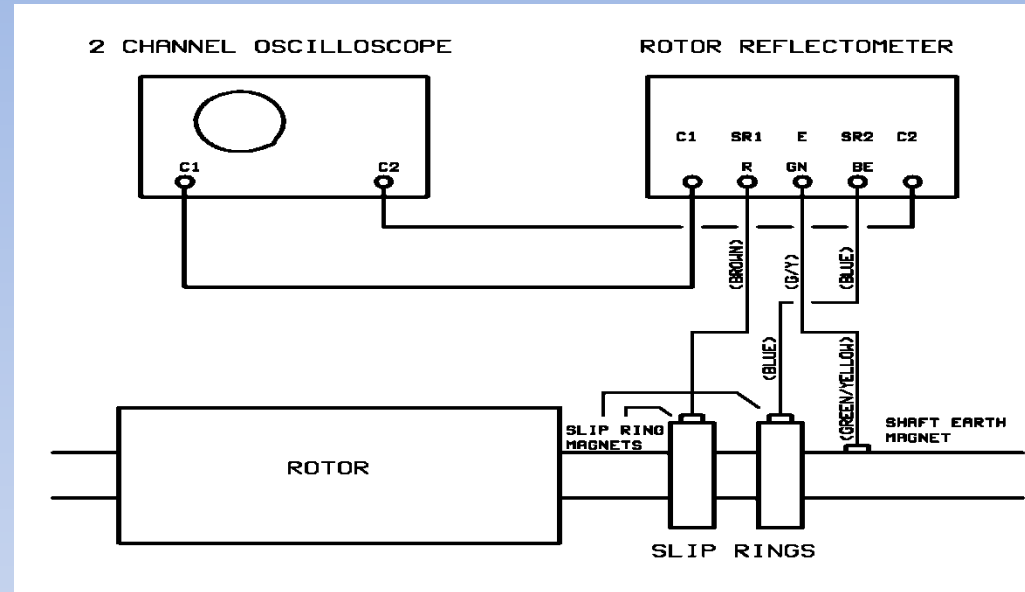 2 CHANNEL OSCILLOSCOPE
ROTOR REFLECTOMETER
C1 SR1 E SR2 C2
C1
C2
R GN BE
(BROWN)
(G/Y)
(BLUE)
(BLUE)
(GREEN/YELLOW)
SLIP RING
MAGNETS
SHAFT EARTH
MAGNET
ROTOR
SLIP RINGS